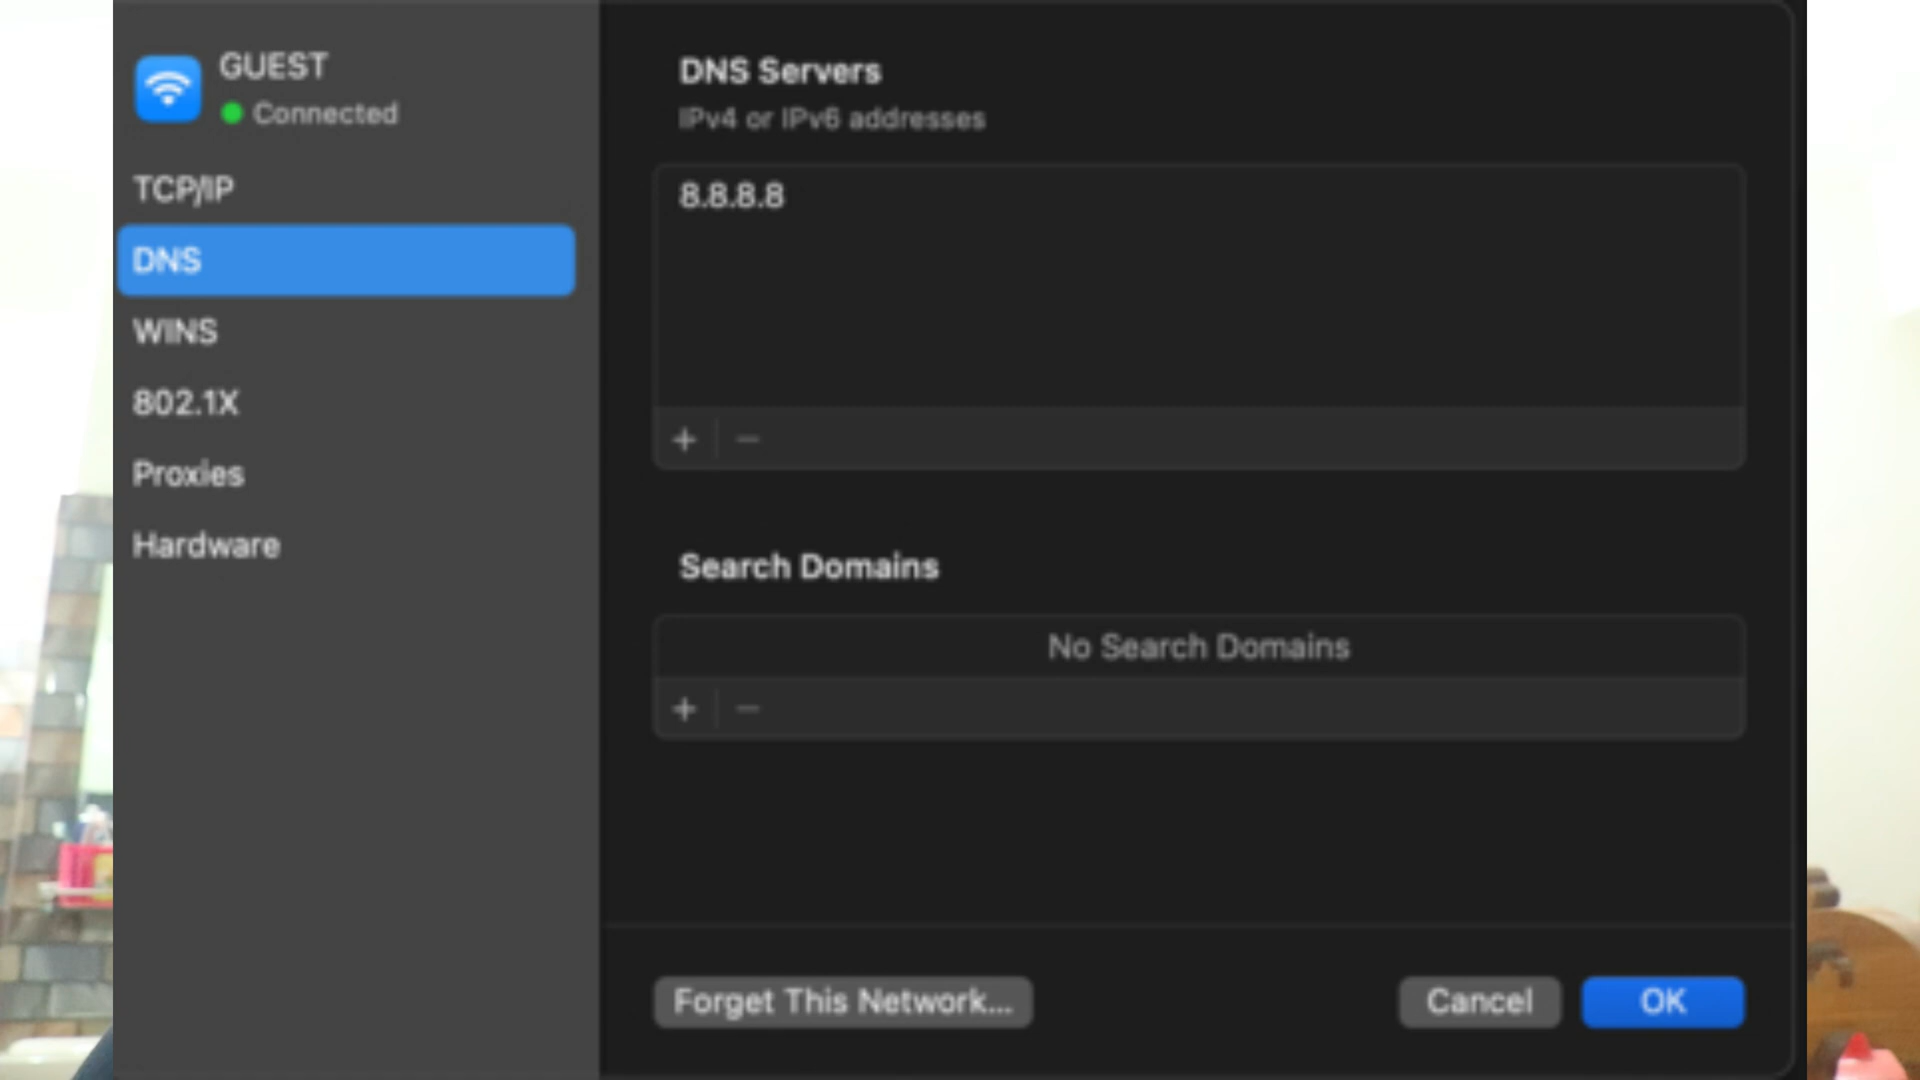 GUEST
Connected
TCP/IP
DNS
WINS
802.1X
Proxies
Hardware
DNS Servers
IPv4 or IPv6 addresses
8.8.8.8
+ −
Search Domains
No Search Domains
+ −
Forget This Network...
Cancel
OK